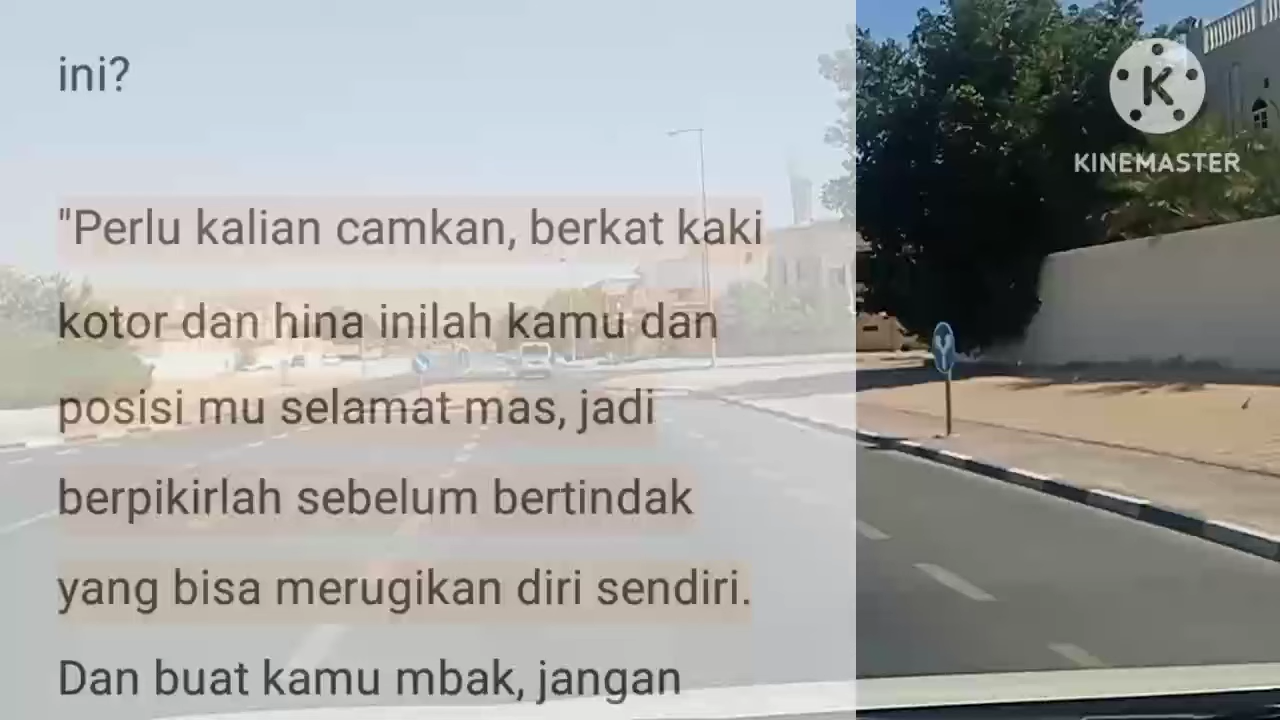 ini?
"Perlu kalian camkan, berkat kaki
kotor dan hina inilah kamu dan
posisi mu selamat mas, jadi
berpikirlah sebelum bertindak
yang bisa merugikan diri sendiri.
Dan buat kamu mbak, jangan
K
KINEMASTER